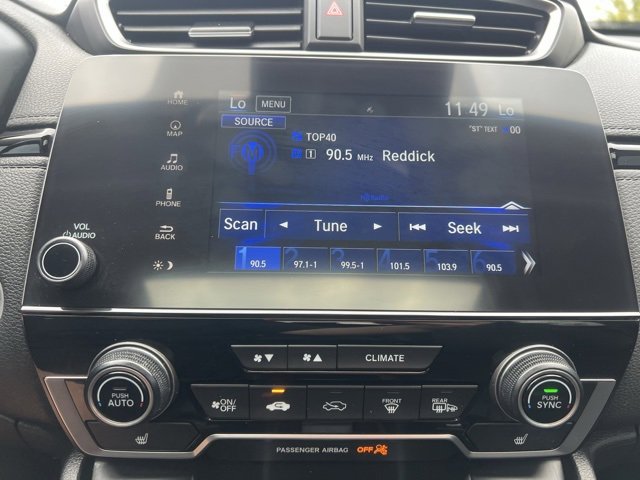 HOME
MAP
AUDIO
PHONE
BACK
VOL
AUDIO
Lo MENU 11 49 Lo
SOURCE "ST" TEXT 00
TOP40
1 90.5 MHz Reddick
Scan Tune Seek
1 90.5 2 97.1-1 3 99.5-1 4 101.5 5 103.9 6 90.5
CLIMATE
PUSH
AUTO
ON/
OFF
FRONT
REAR
PUSH
SYNC
PASSENGER AIRBAG OFF